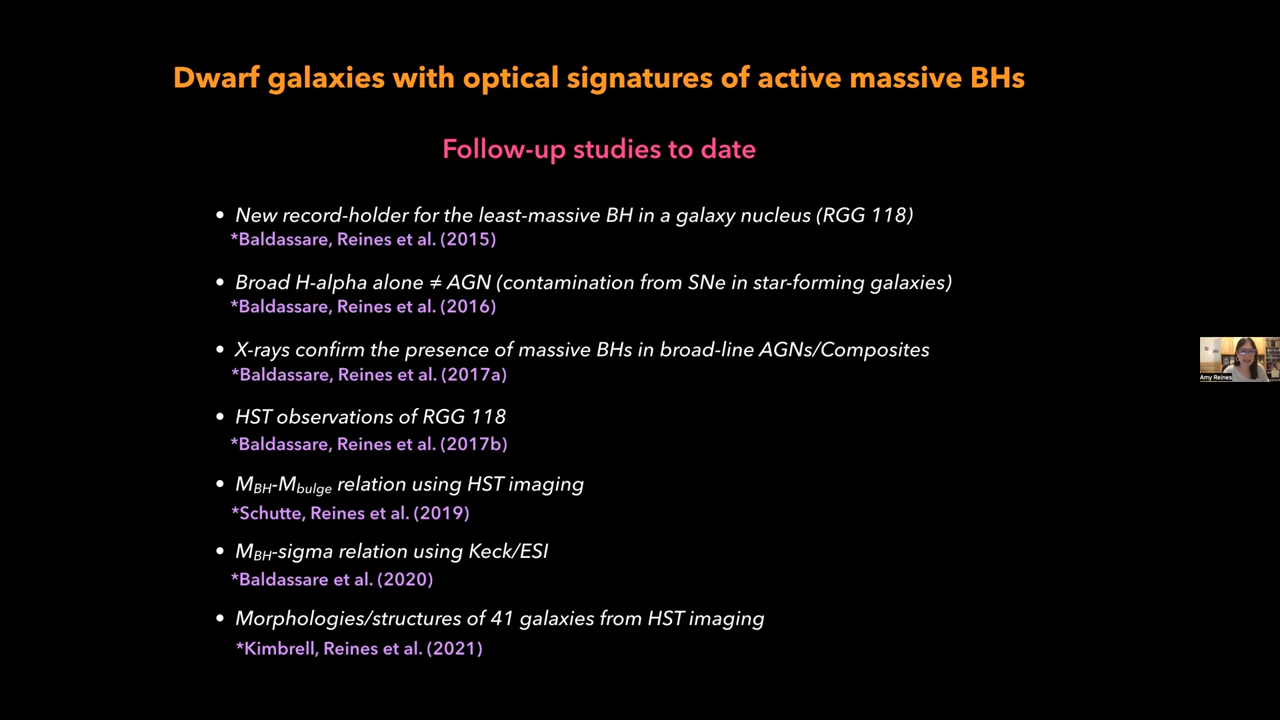 Dwarf galaxies with optical signatures of active massive BHs
Follow-up studies to date
• New record-holder for the least-massive BH in a galaxy nucleus (RGG 118)
*Baldassare, Reines et al. (2015)
• Broad H-alpha alone ≠ AGN (contamination from SNe in star-forming galaxies)
*Baldassare, Reines et al. (2016)
• X-rays confirm the presence of massive BHs in broad-line AGNs/Composites
*Baldassare, Reines et al. (2017a)
• HST observations of RGG 118
*Baldassare, Reines et al. (2017b)
• MBH-Mbulge relation using HST imaging
*Schutte, Reines et al. (2019)
• MBH-sigma relation using Keck/ESI
*Baldassare et al. (2020)
• Morphologies/structures of 41 galaxies from HST imaging
*Kimbrell, Reines et al. (2021)
Amy Reines